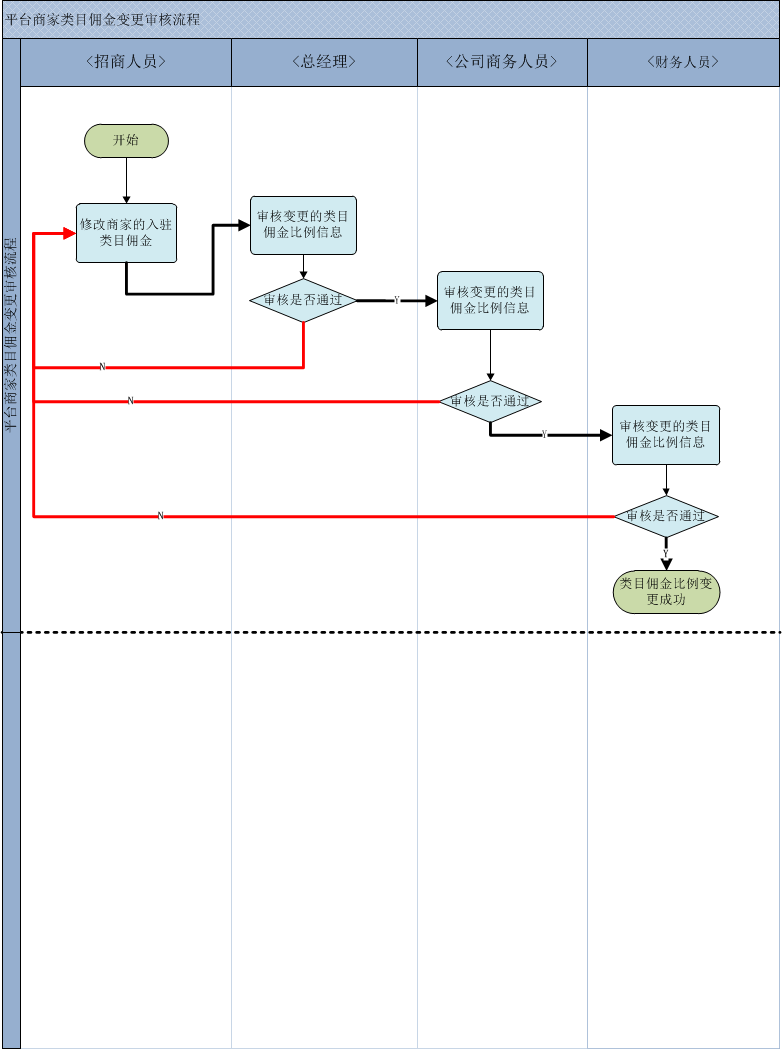 平台商家类目佣金变更审核流程
<招商人员>
<总经理>
<公司商务人员>
<财务人员>
平台商家类目佣金变更审核流程
开始
修改商家的入驻
类目佣金
审核变更的类目
佣金比例信息
审核是否通过
Y
N
审核变更的类目
佣金比例信息
审核是否通过
Y
N
审核变更的类目
佣金比例信息
审核是否通过
N
Y
类目佣金比例变
更成功